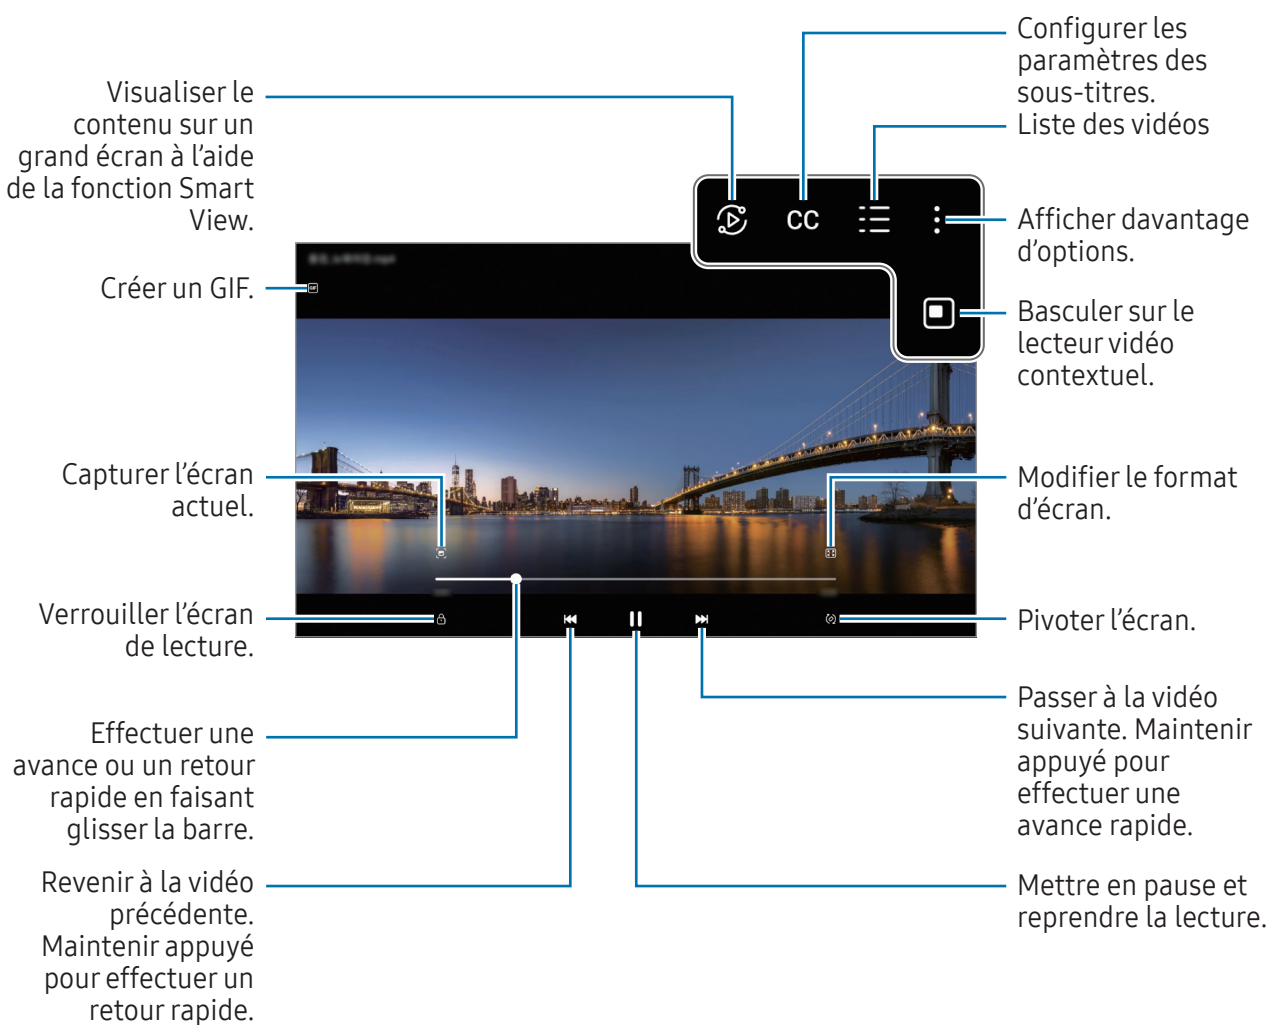 Configurer les
paramètres des
sous-titres.
Liste des vidéos
Visualiser le
contenu sur un
grand écran à l'aide
de la fonction Smart
View.
CC
Afficher davantage
d'options.
Créer un GIF.
GIF
Basculer sur le
lecteur vidéo
contextuel.
Capturer l'écran
actuel.
Modifier le format
d'écran.
Verrouiller l'écran
de lecture.
Pivoter l'écran.
Effectuer une
avance ou un retour
rapide en faisant
glisser la barre.
Passer à la vidéo
suivante. Maintenir
appuyé pour
effectuer une
avance rapide.
Revenir à la vidéo
précédente.
Maintenir appuyé
pour effectuer un
retour rapide.
Mettre en pause et
reprendre la lecture.